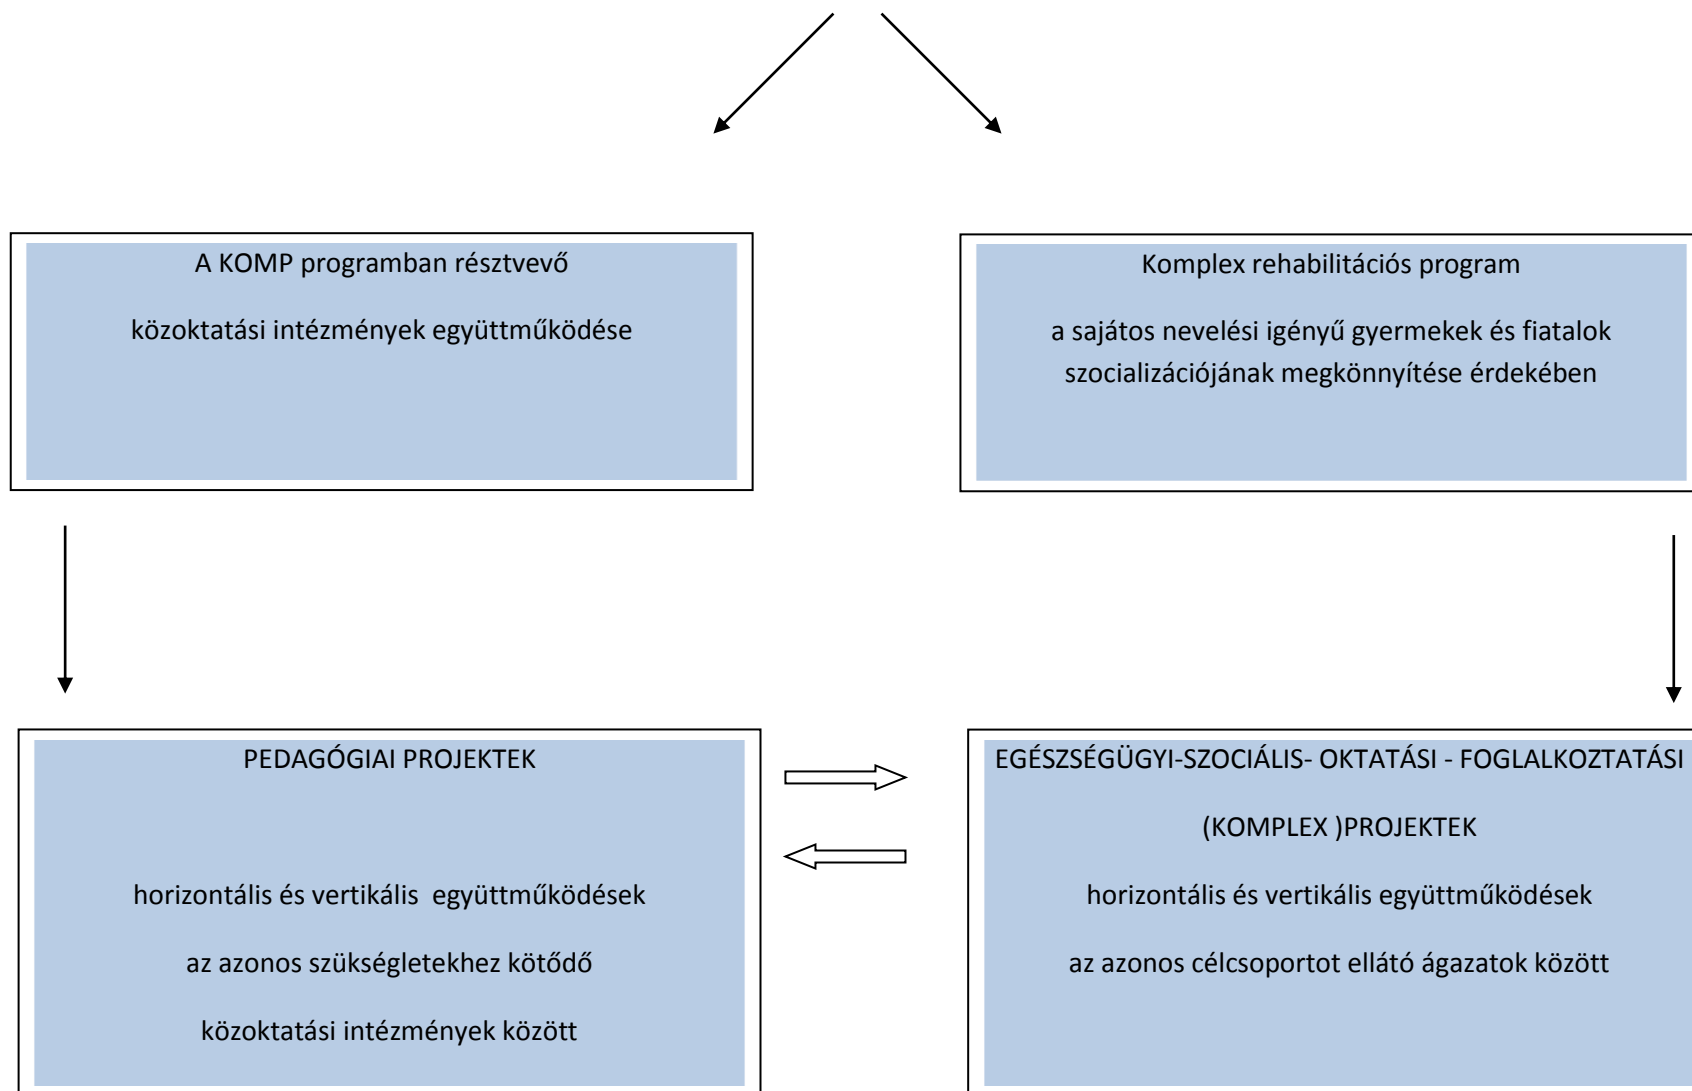 A KOMP programban résztvevő
közoktatási intézmények együttműködése
Komplex rehabilitációs program
a sajátos nevelési igényű gyermekek és fiatalok
szocializációjának megkönnyítése érdekében
PEDAGÓGIAI PROJEKTEK
horizontális és vertikális  együttműködések
az azonos szükségletekhez kötődő
közoktatási intézmények között
EGÉSZSÉGÜGYI-SZOCIÁLIS- OKTATÁSI - FOGLALKOZTATÁSI
(KOMPLEX )PROJEKTEK
horizontális és vertikális együttműködések
az azonos célcsoportot ellátó ágazatok között